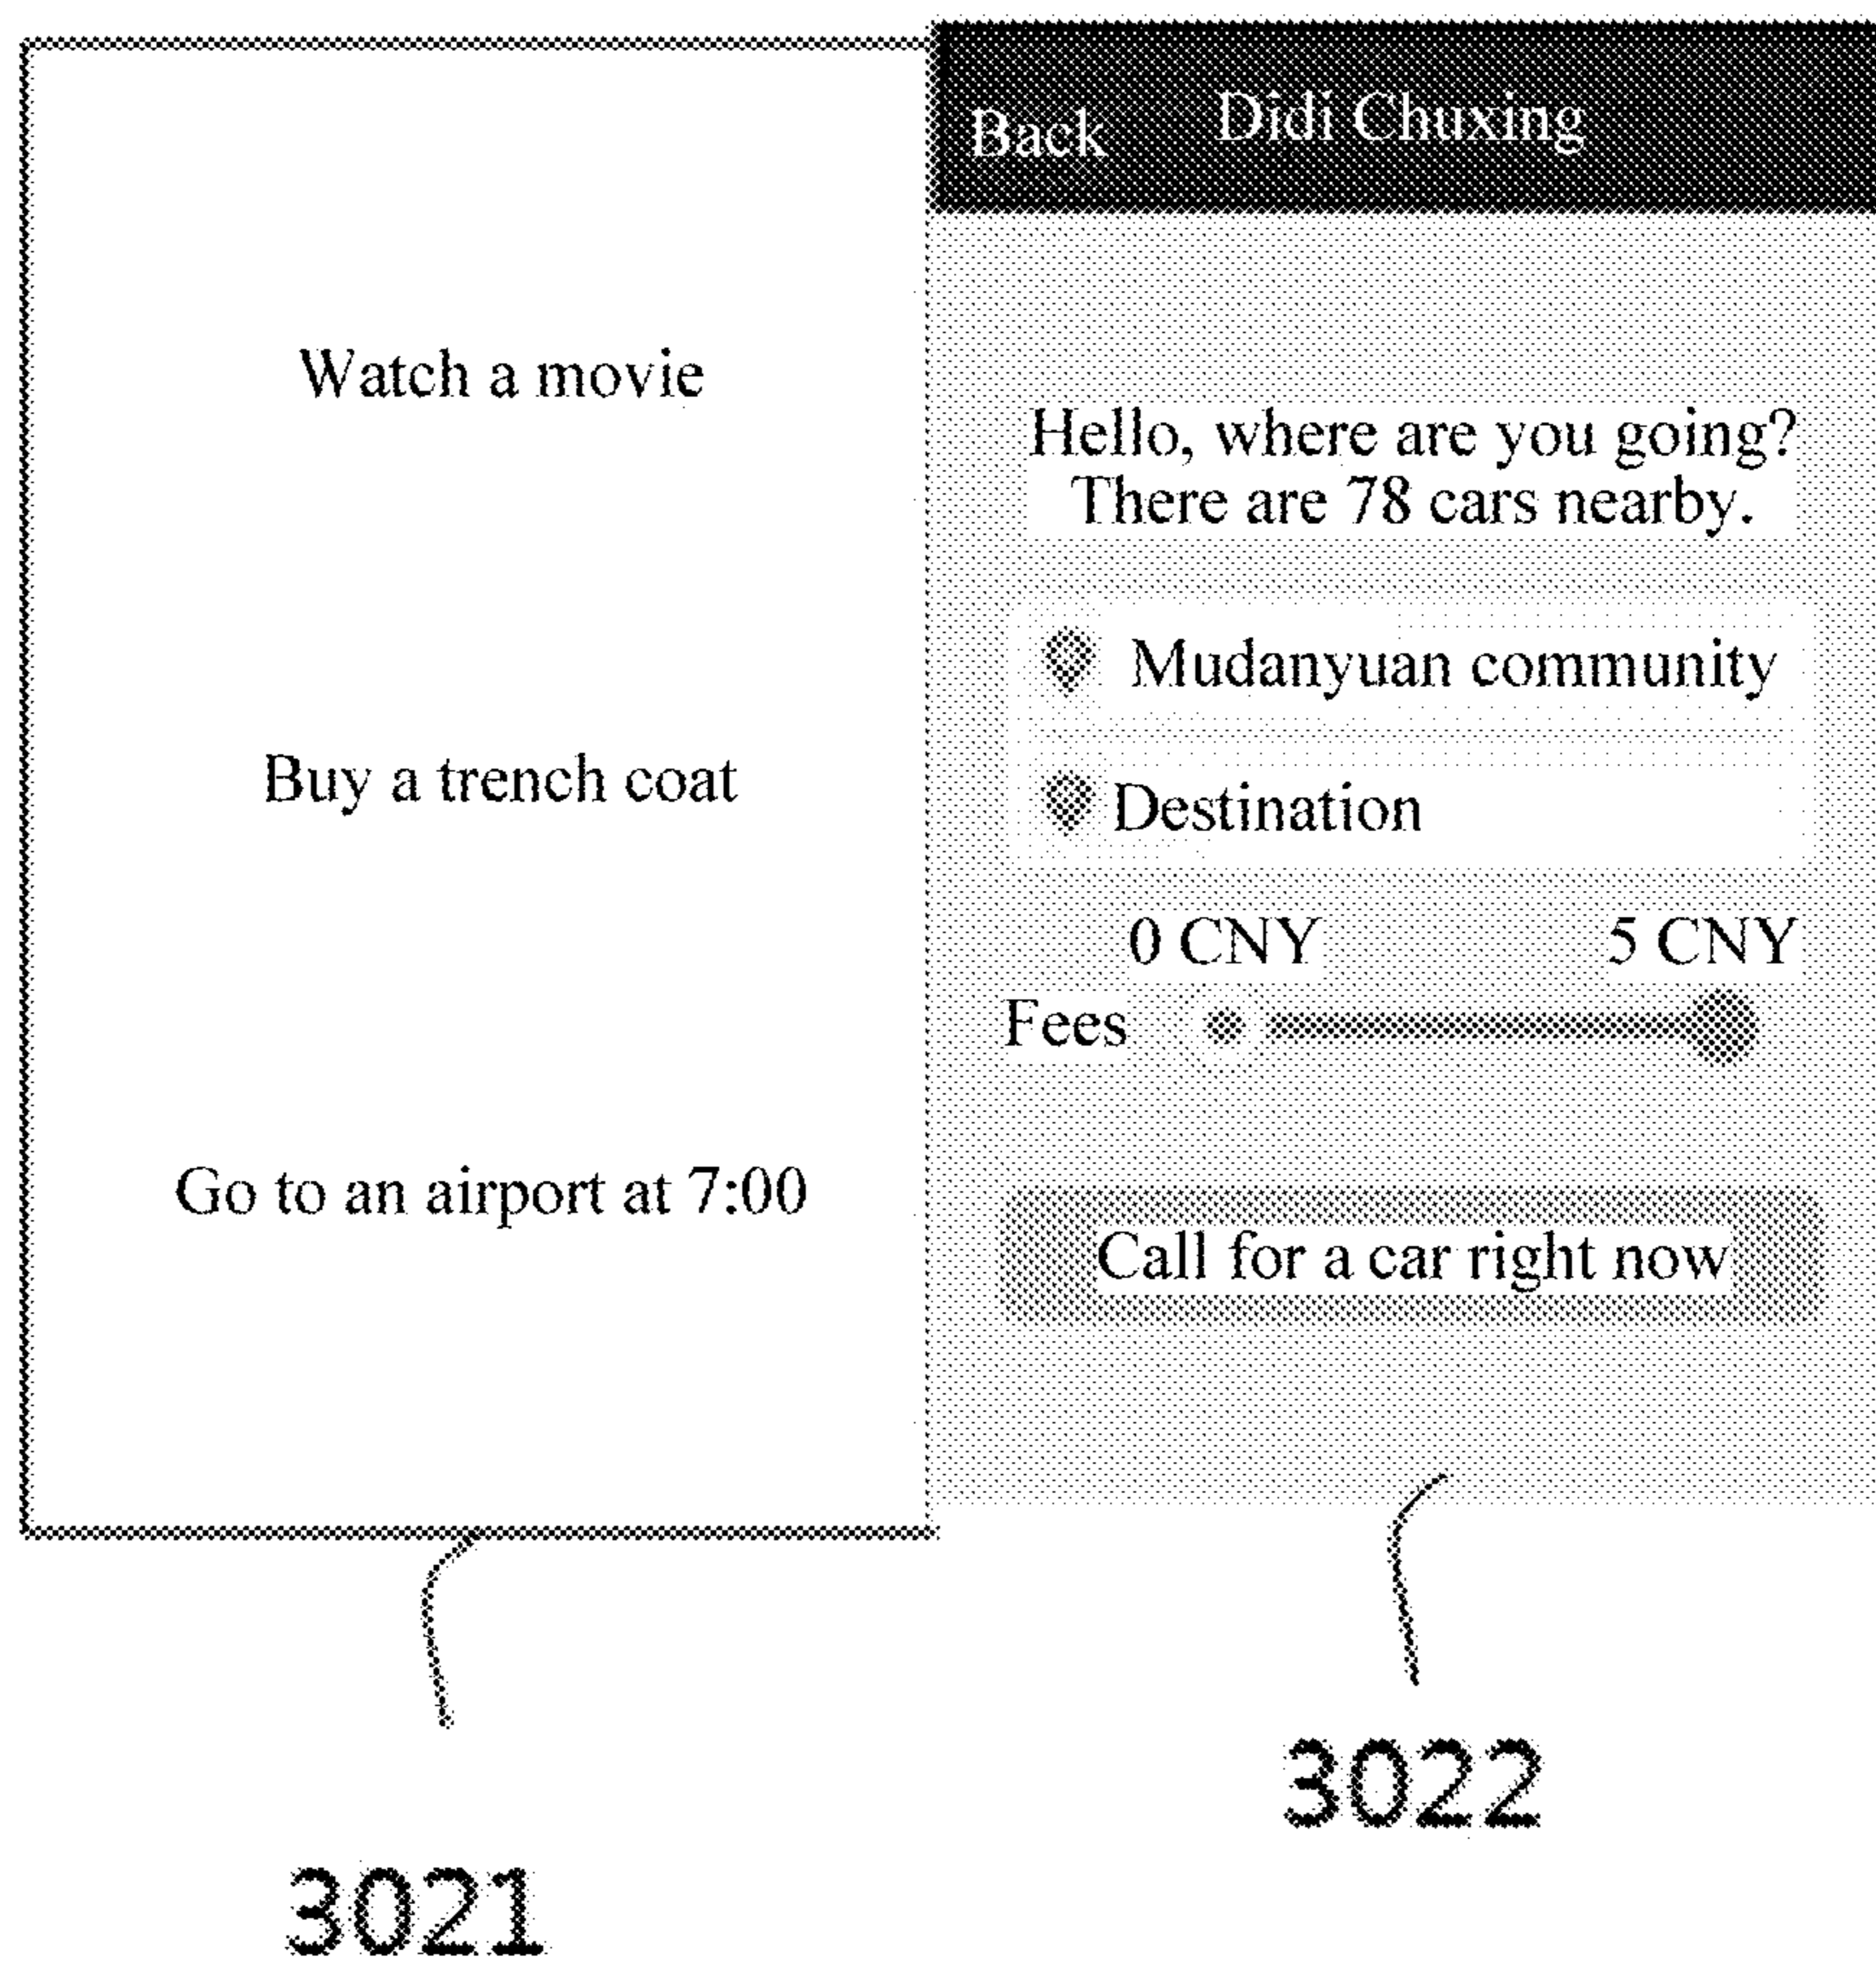 Watch a movie
Buy a trench coat
Go to an airport at 7:00
3021
Back
Didi Chuxing
Hello, where are you going?
There are 78 cars nearby.
Mudanyuan community
Destination
0 CNY
5 CNY
Fees
Call for a car right now
3022